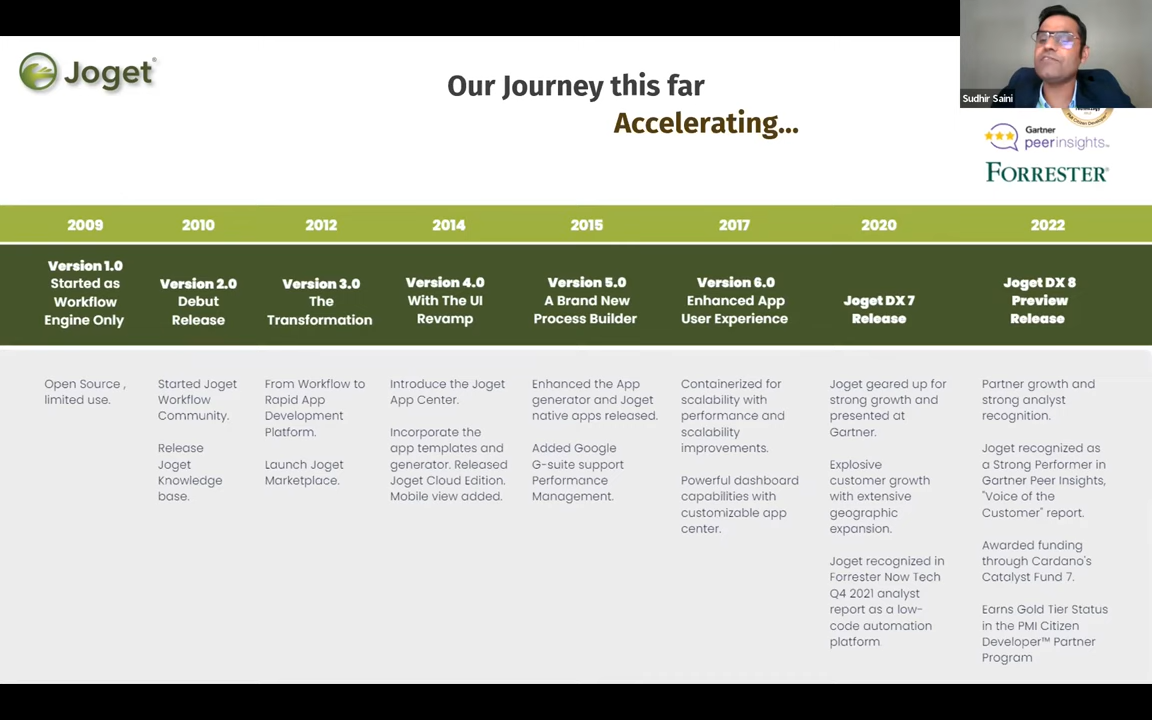 Joget
Our Journey this far
Accelerating...
Sudhir Saini
PMI Citizen Developer
Gartner
peerinsights™
FORRESTER®
2009
2010
2012
2014
2015
2017
2020
2022
Version 1.0
Started as
Workflow
Engine Only
Version 2.0
Debut
Release
Version 3.0
The
Transformation
Version 4.0
With The UI
Revamp
Version 5.0
A Brand New
Process Builder
Version 6.0
Enhanced App
User Experience
Joget DX 7
Release
Joget DX 8
Preview
Release
Open Source ,
limited use.
Started Joget
Workflow
Community.
Release
Joget
Knowledge
base.
From Workflow to
Rapid App
Development
Platform.
Launch Joget
Marketplace.
Introduce the Joget
App Center.
Incorporate the
app templates and
generator. Released
Joget Cloud Edition.
Mobile view added.
Enhanced the App
generator and Joget
native apps released.
Added Google
G-suite support
Performance
Management.
Containerized for
scalability with
performance and
scalability
improvements.
Powerful dashboard
capabilities with
customizable app
center.
Joget geared up for
strong growth and
presented at
Gartner.
Explosive
customer growth
with extensive
geographic
expansion.
Joget recognized in
Forrester Now Tech
Q4 2021 analyst
report as a low-
code automation
platform
Partner growth and
strong analyst
recognition.
Joget recognized as
a Strong Performer in
Gartner Peer Insights,
"Voice of the
Customer" report.
Awarded funding
through Cardano's
Catalyst Fund 7.
Earns Gold Tier Status
in the PMI Citizen
Developer™ Partner
Program